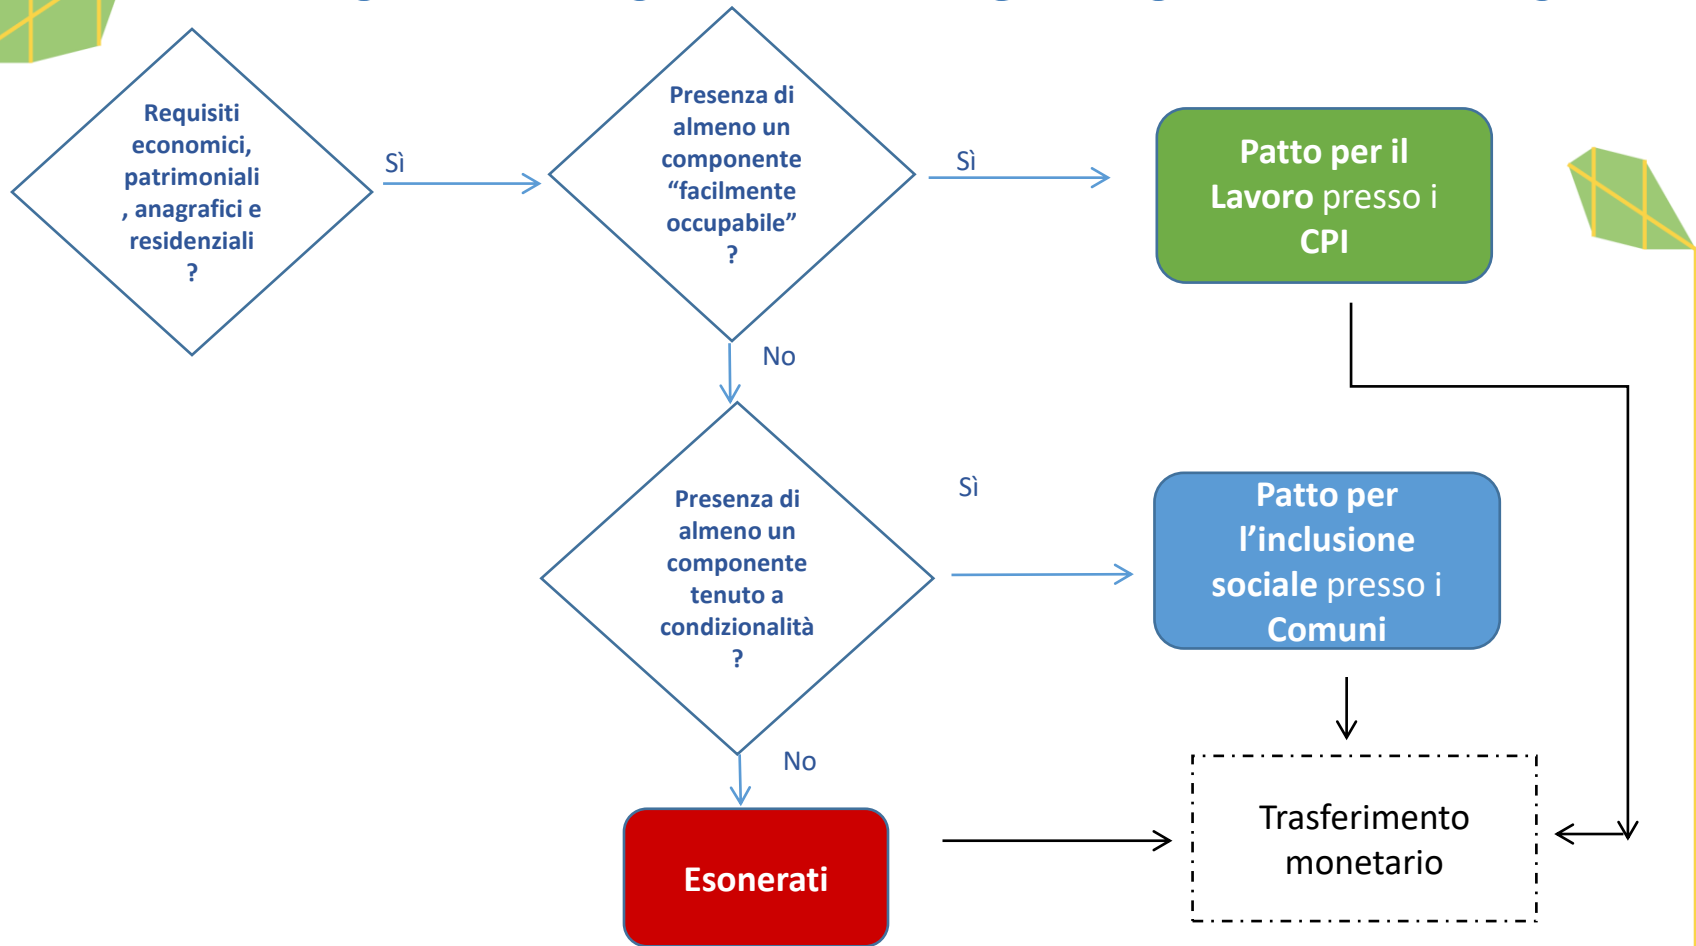 Requisiti
economici,
patrimoniali
, anagrafici e
residenziali
?
Sì
Presenza di
almeno un
componente
“facilmente
occupabile”
?
Sì
Patto per il
Lavoro presso i
CPI
No
Presenza di
almeno un
componente
tenuto a
condizionalità
?
Sì
Patto per
l’inclusione
sociale presso i
Comuni
No
Esonerati
Trasferimento
monetario